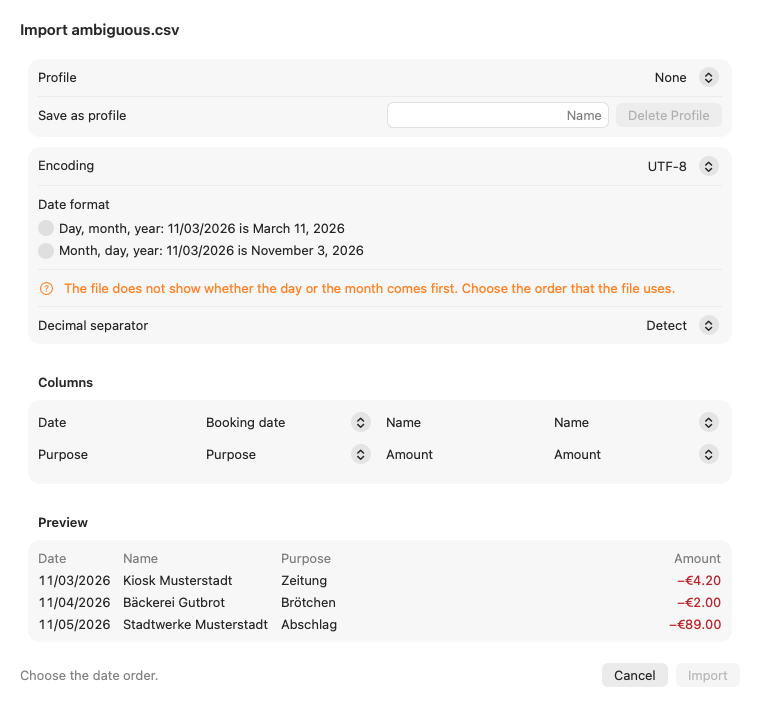 Import ambiguous.csv
Profile None
Save as profile Name Delete Profile
Encoding UTF-8
Date format
Day, month, year: 11/03/2026 is March 11, 2026
Month, day, year: 11/03/2026 is November 3, 2026
The file does not show whether the day or the month comes first. Choose the order that the file uses.
Decimal separator Detect
Columns
Date Booking date Name Name
Purpose Purpose Amount Amount
Preview
Date Name Purpose Amount
11/03/2026 Kiosk Musterstadt Zeitung –€4.20
11/04/2026 Bäckerei Gutbrot Brötchen –€2.00
11/05/2026 Stadtwerke Musterstadt Abschlag –€89.00
Choose the date order. Cancel Import